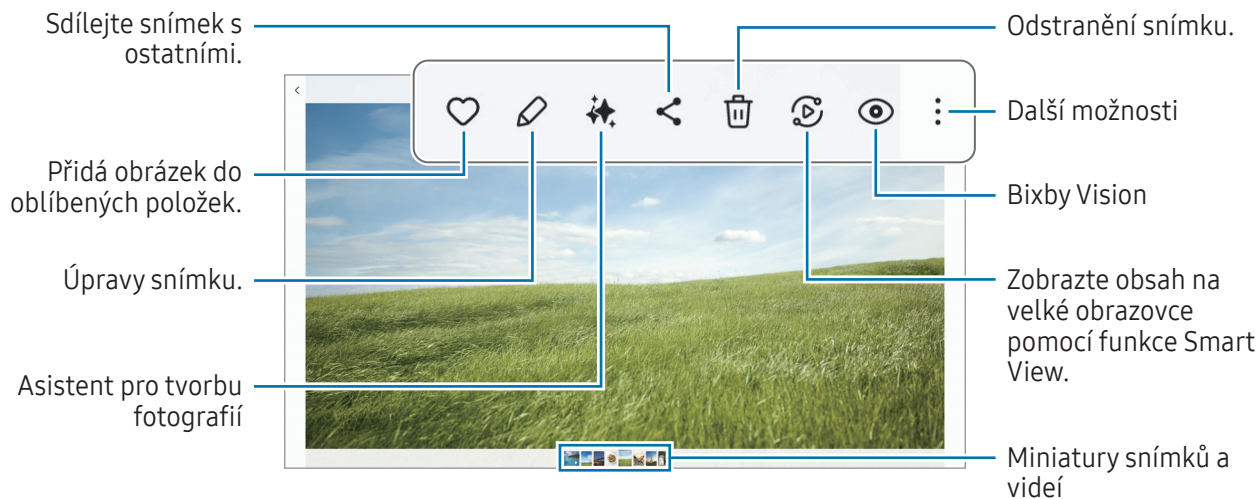 Sdílejte snímek s
ostatními.
Přidá obrázek do
oblíbených položek.
Úpravy snímku.
Asistent pro tvorbu
fotografií
Odstranění snímku.
Další možnosti
Bixby Vision
Zobrazte obsah na
velké obrazovce
pomocí funkce Smart
View.
Miniatury snímků a
videí